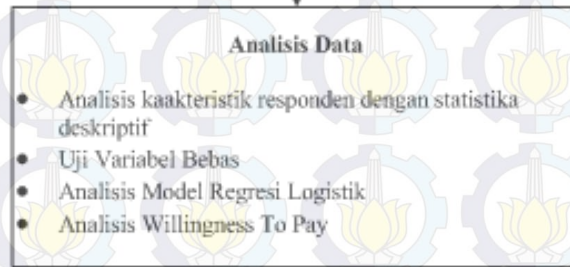 Analisis Data
• Analisis kaakteristik responden dengan statistika
deskriptif
• Uji Variabel Bebas
• Analisis Model Regresi Logistik
• Analisis Willingness To Pay